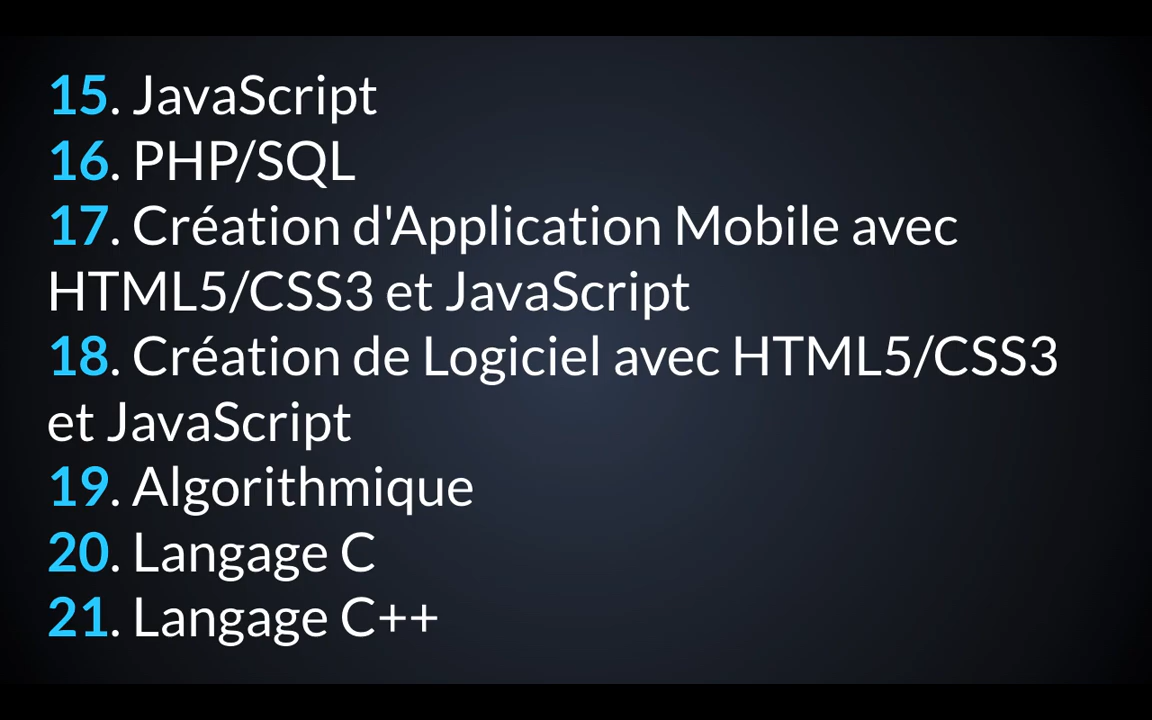 15. JavaScript
16. PHP/SQL
17. Création d'Application Mobile avec
HTML5/CSS3 et JavaScript
18. Création de Logiciel avec HTML5/CSS3
et JavaScript
19. Algorithmique
20. Langage C
21. Langage C++